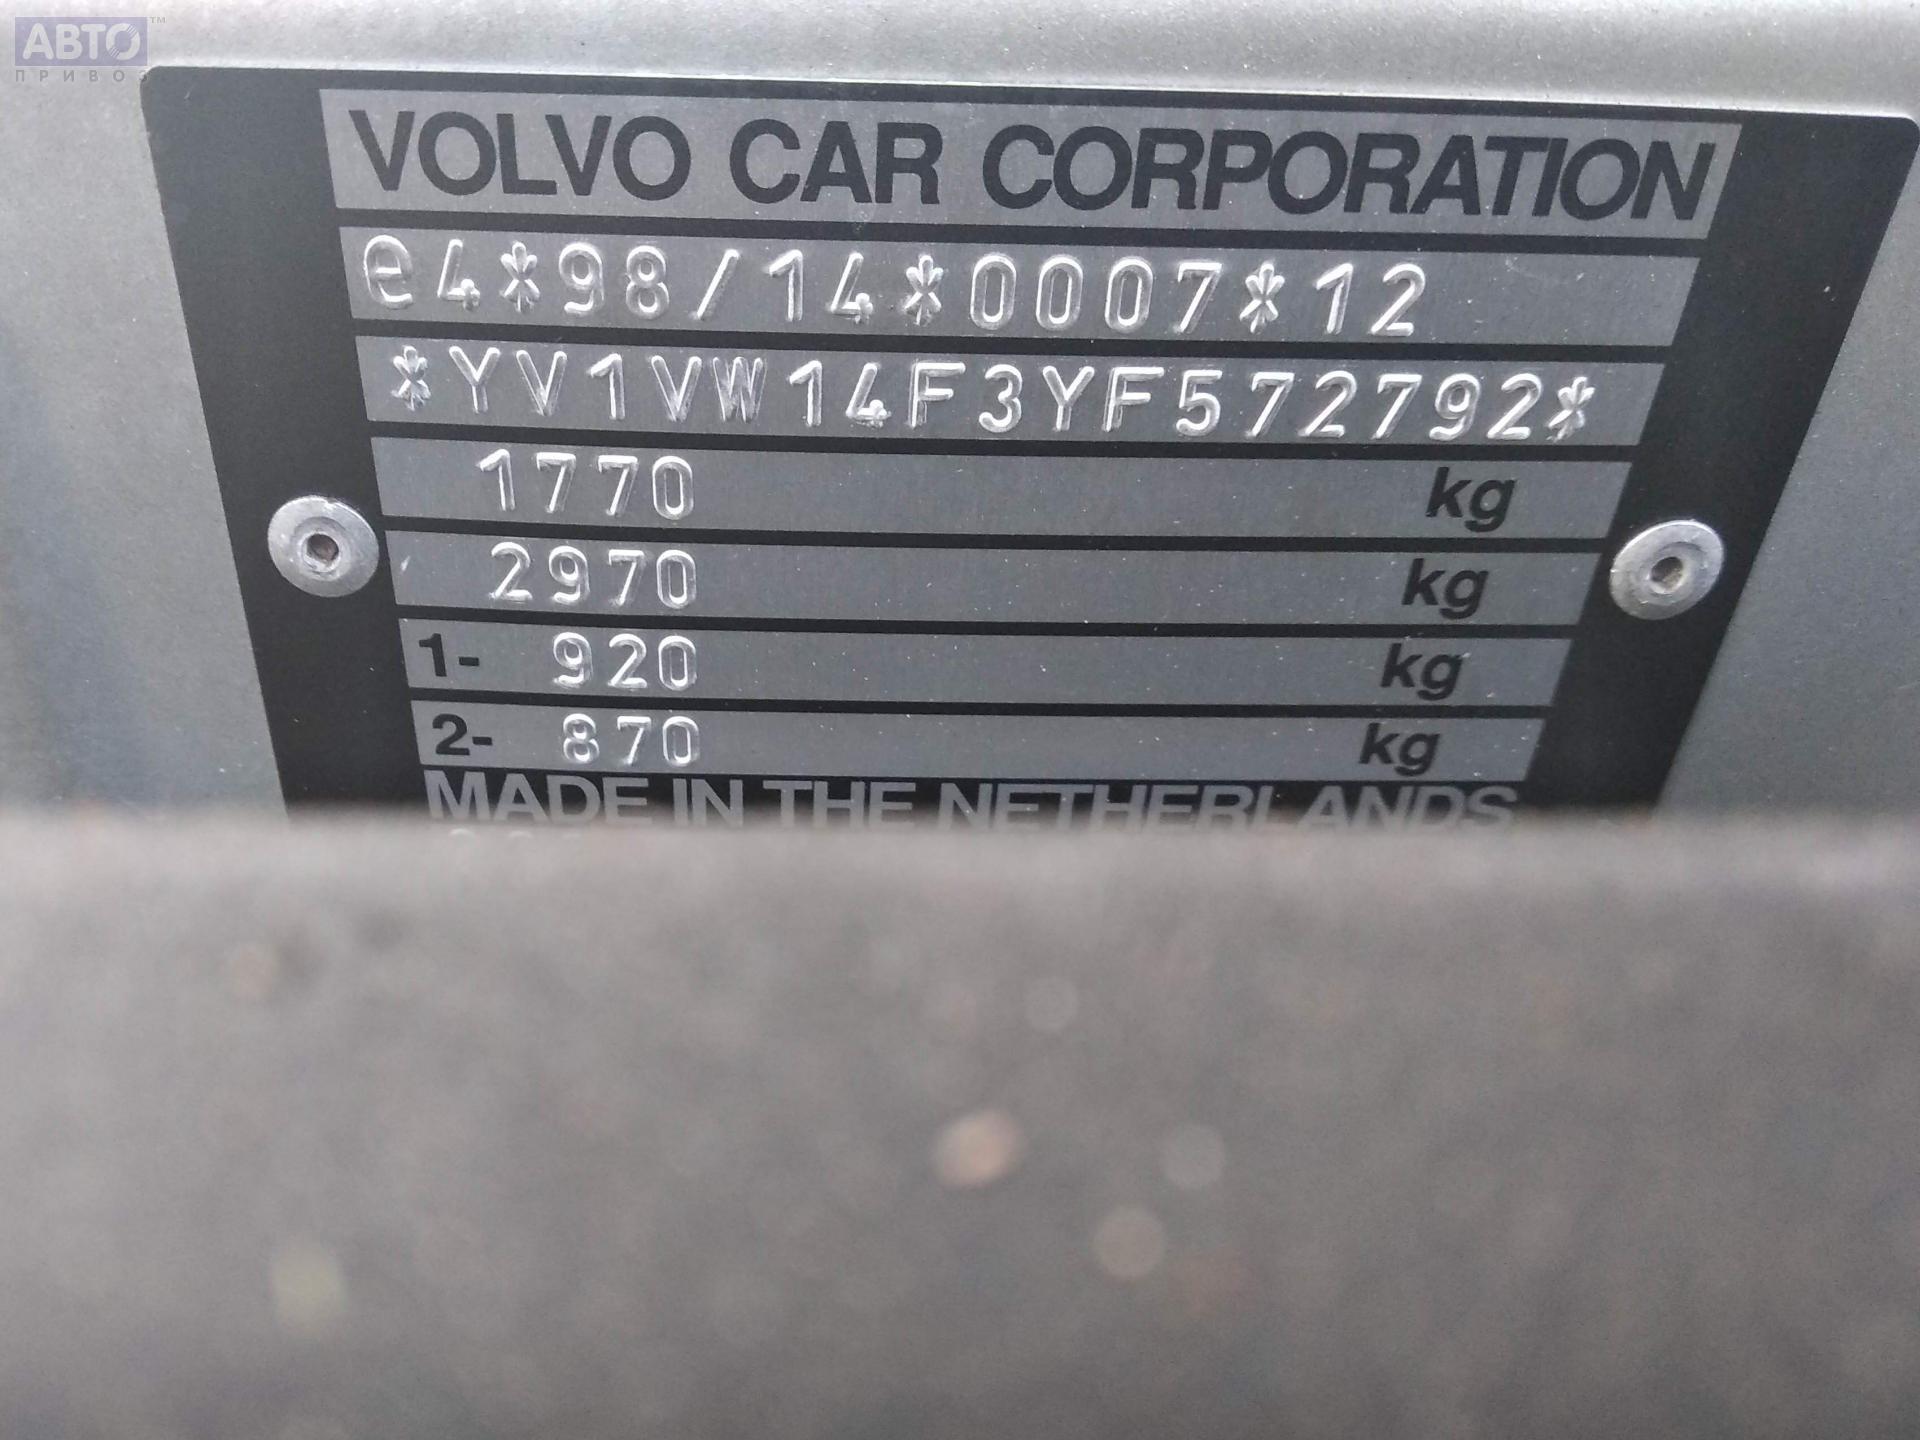 АВТО™
ПРИВОЗ
VOLVO CAR CORPORATION
e4*98/14*0007*12
*YV1VW14F3YF572792*
1770 kg
2970 kg
1- 920 kg
2- 870 kg
MADE IN THE NETHERLANDS